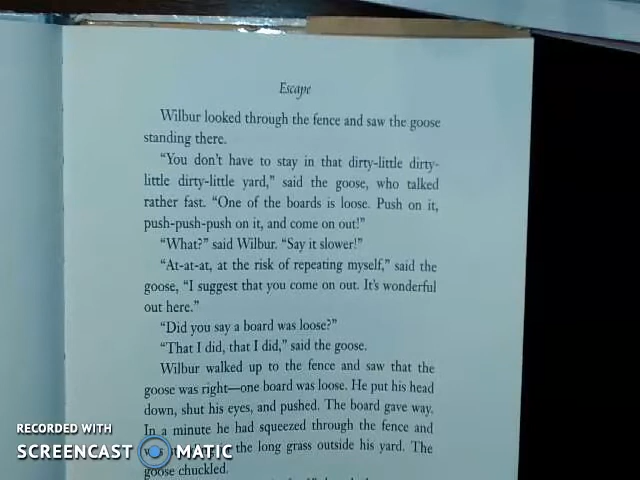 Escape
Wilbur looked through the fence and saw the goose
standing there.
“You don’t have to stay in that dirty-little dirty-
little dirty-little yard,” said the goose, who talked
rather fast. “One of the boards is loose. Push on it,
push-push-push on it, and come on out!”
“What?” said Wilbur. “Say it slower!”
“At-at-at, at the risk of repeating myself,” said the
goose, “I suggest that you come on out. It’s wonderful
out here.”
“Did you say a board was loose?”
“That I did, that I did,” said the goose.
Wilbur walked up to the fence and saw that the
goose was right—one board was loose. He put his head
down, shut his eyes, and pushed. The board gave way.
In a minute he had squeezed through the fence and
the long grass outside his yard. The
goose chuckled.
RECORDED WITH
SCREENCAST MATIC